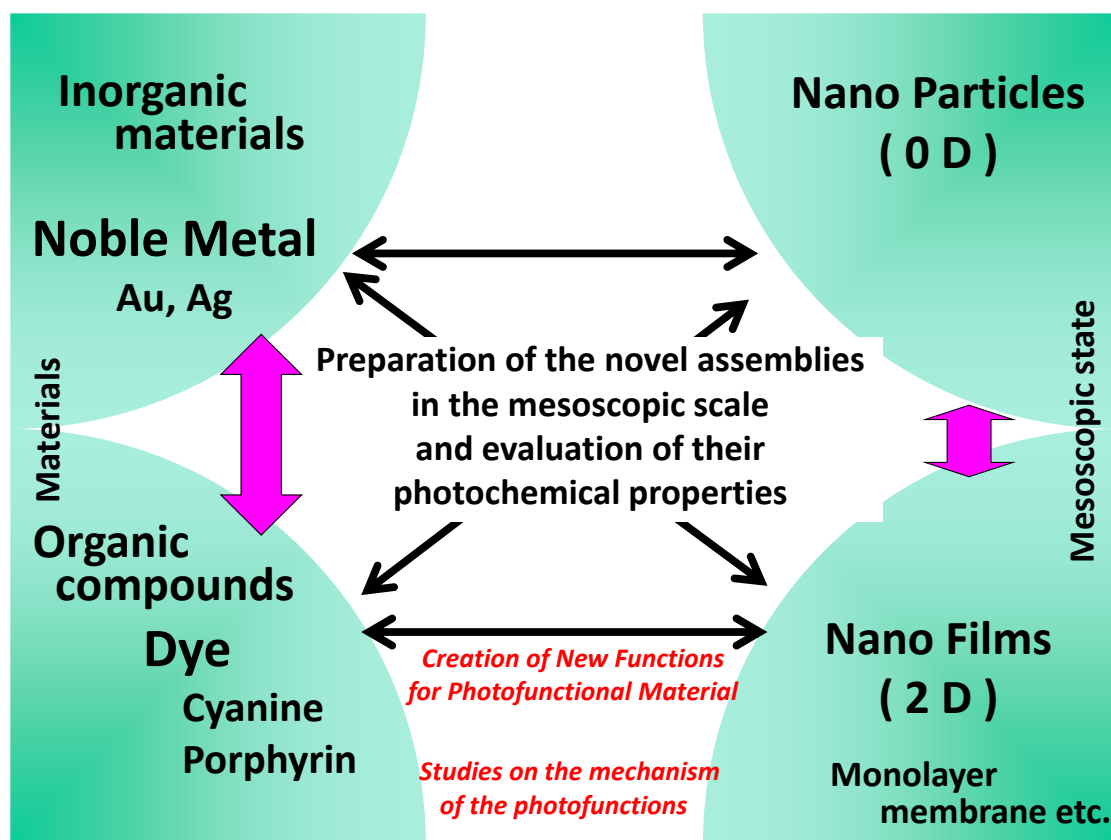 Inorganic
materials
Noble Metal
Au, Ag
Materials
Organic
compounds
Dye
Cyanine
Porphyrin
Preparation of the novel assemblies
in the mesoscopic scale
and evaluation of their
photochemical properties
Creation of New Functions
for Photofunctional Material
Studies on the mechanism
of the photofunctions
Nano Particles
( 0 D )
Mesoscopic state
Nano Films
( 2 D )
Monolayer
membrane etc.